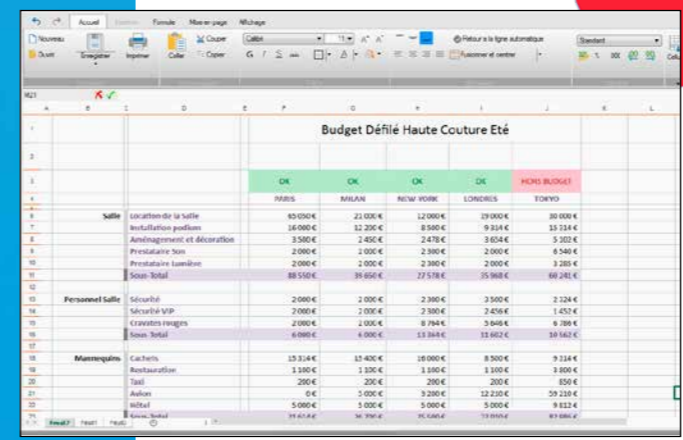 Accueil Formule Mise en page Affichage
Nouveau Couper Calibri 11 Retour à la ligne automatique Standard
Ouvrir Enregistrer Imprimer Coller Copier G I S Fusionner et centrer
M21
Budget Défilé Haute Couture Eté
OK OK OK OK HORS BUDGET
PARIS MILAN NEW YORK LONDRES TOKYO
Salle Location de la Salle 65 050 € 21 000 € 12 000 € 19 000 € 30 000 €
Installation podium 16 000 € 12 200 € 8 500 € 9 314 € 15 314 €
Aménagement et décoration 3 500 € 2 450 € 2 478 € 3 654 € 5 102 €
Prestataire Son 2 000 € 2 000 € 2 300 € 2 000 € 6 540 €
Prestataire Lumière 2 000 € 2 000 € 2 300 € 2 000 € 3 285 €
Sous-Total 88 550 € 39 650 € 27 578 € 35 968 € 60 241 €
Personnel Salle Sécurité 2 000 € 2 000 € 2 300 € 3 500 € 2 324 €
Sécurité VIP 2 000 € 2 000 € 2 300 € 2 456 € 1 452 €
Cravates rouges 2 000 € 2 000 € 8 764 € 5 646 € 6 786 €
Sous-Total 6 000 € 6 000 € 13 364 € 11 602 € 10 562 €
Mannequins Cachets 15 314 € 15 400 € 16 000 € 8 500 € 9 214 €
Restauration 1 100 € 1 100 € 1 100 € 1 100 € 3 800 €
Taxi 200 € 200 € 200 € 200 € 850 €
Avion 0 € 5 000 € 3 200 € 12 210 € 59 210 €
Hôtel 5 000 € 5 000 € 5 000 € 5 000 € 9 812 €
Sous-Total
Feuil2 Feuil1 Feuil3